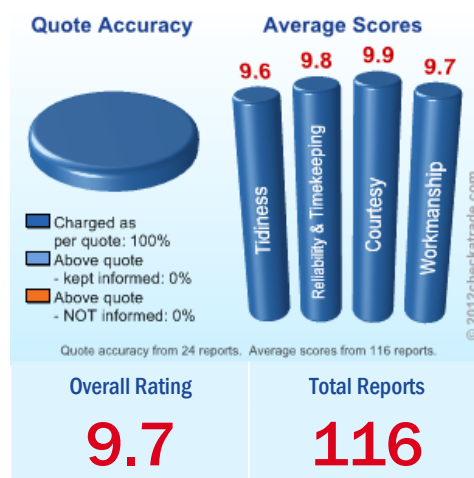 Quote Accuracy
Average Scores
9.6
9.8
9.9
9.7
Tidiness
Reliability & Timekeeping
Courtesy
Workmanship
Charged as
per quote: 100%
Above quote
- kept informed: 0%
Above quote
- NOT informed: 0%
© 2012checkatrade.com
Quote accuracy from 24 reports. Average scores from 116 reports.
Overall Rating
Total Reports
9.7
116